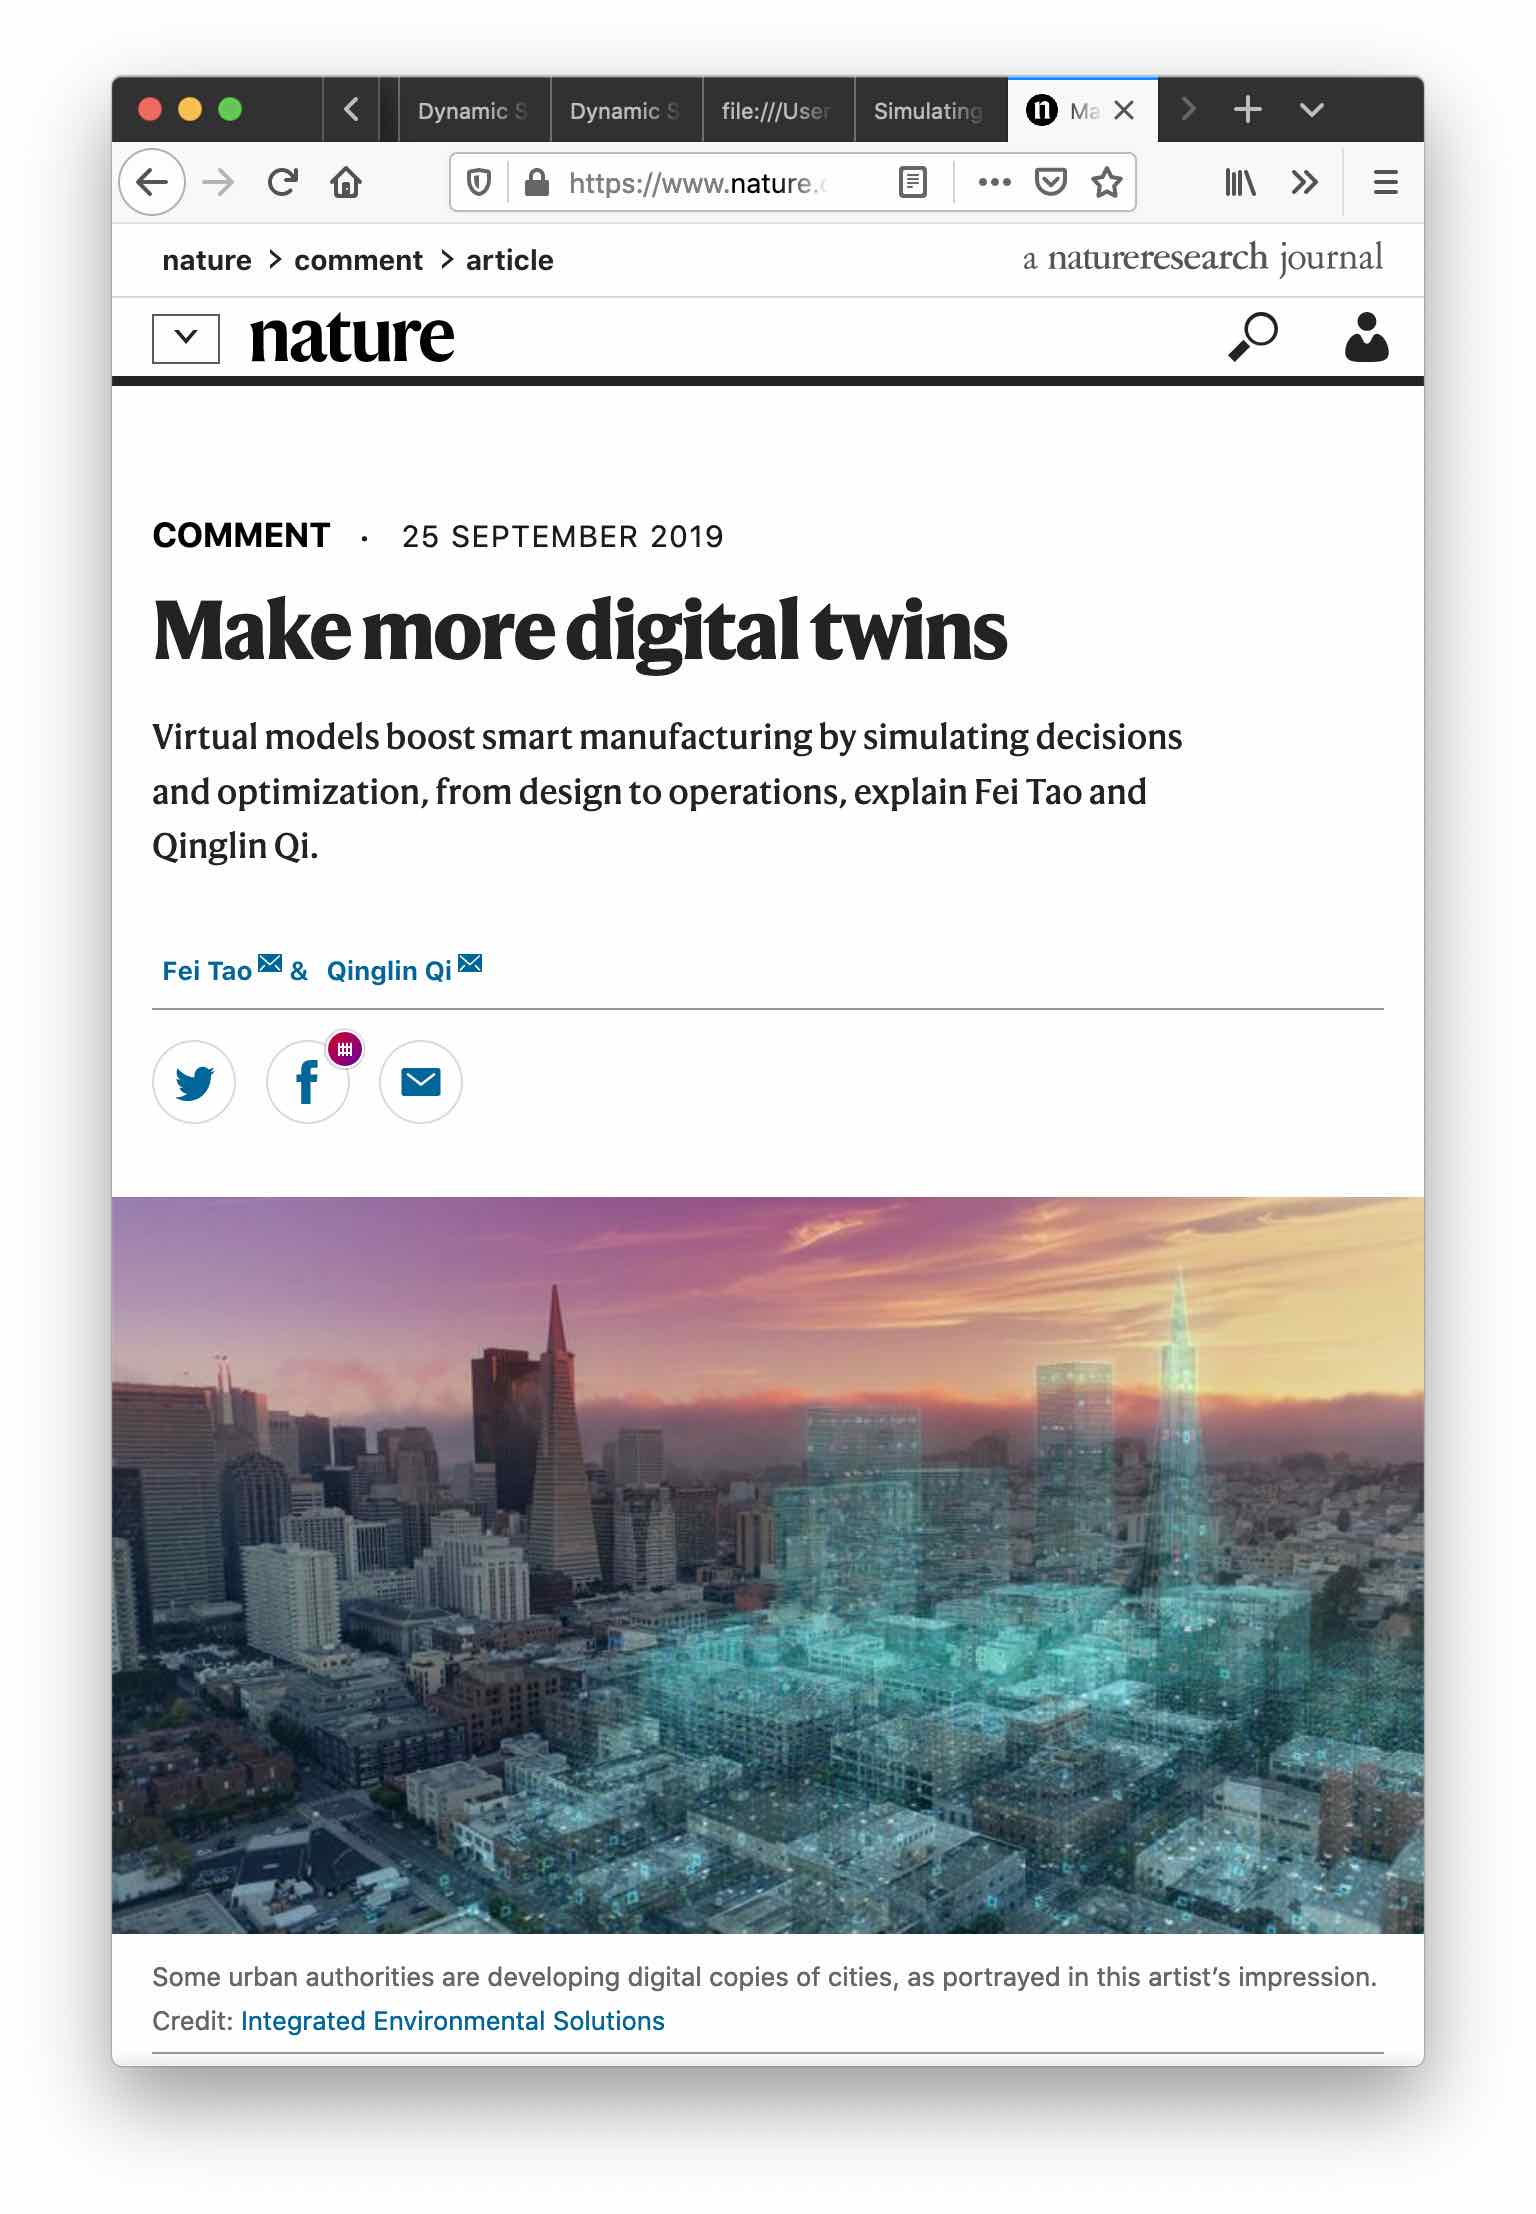 Dynamic S
Dynamic S
file:///User
Simulating
n
Ma
https://www.nature.c
nature > comment > article
a natureresearch journal
nature
COMMENT · 25 SEPTEMBER 2019
Make more digital twins
Virtual models boost smart manufacturing by simulating decisions
and optimization, from design to operations, explain Fei Tao and
Qinglin Qi.
Fei Tao & Qinglin Qi
Some urban authorities are developing digital copies of cities, as portrayed in this artist’s impression.
Credit: Integrated Environmental Solutions